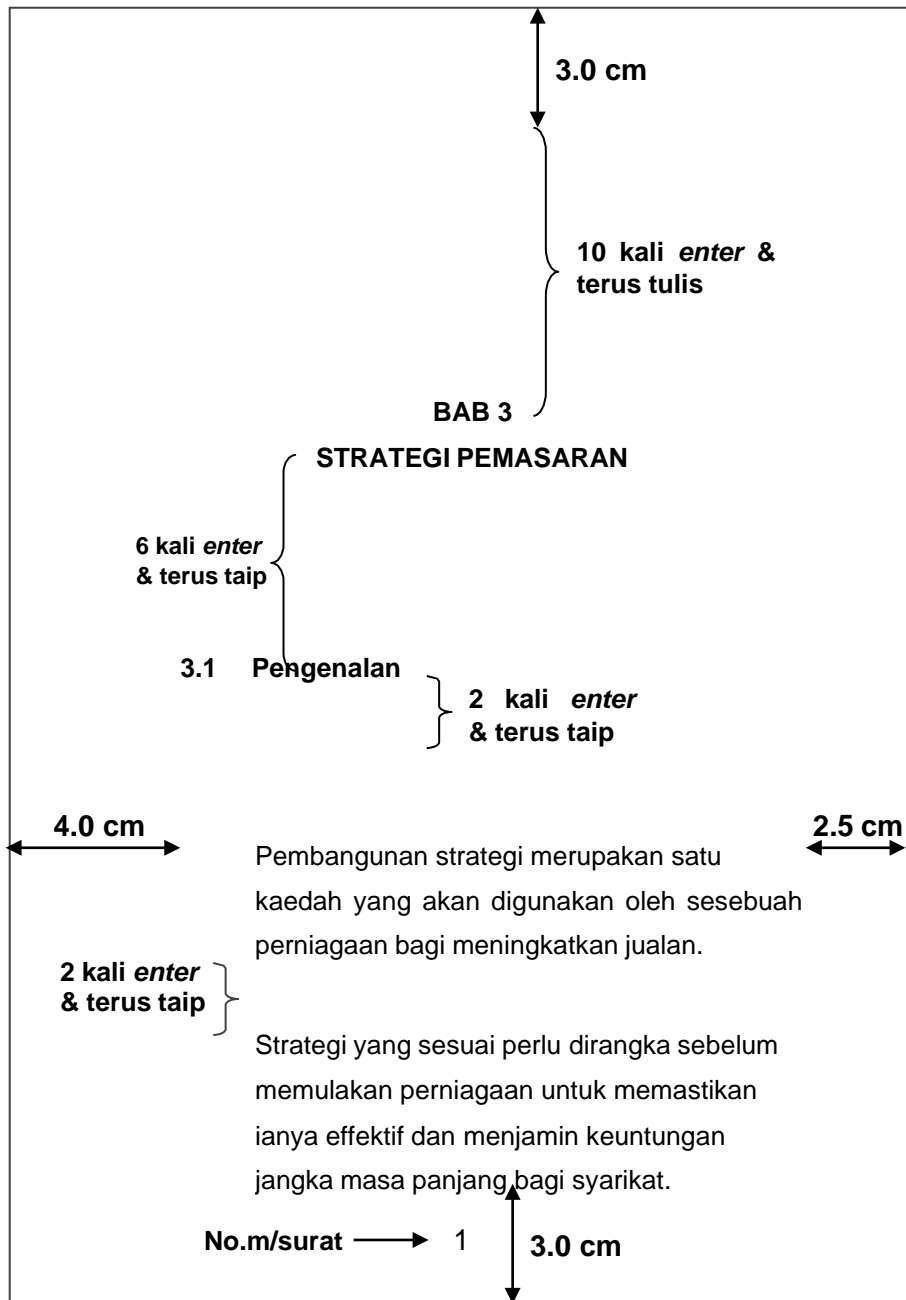 3.0 cm
10 kali enter &
terus tulis
BAB 3
STRATEGI PEMASARAN
6 kali enter
& terus taip
3.1 Pengenalan
2 kali enter
& terus taip
4.0 cm
2.5 cm
Pembangunan strategi merupakan satu
kaedah yang akan digunakan oleh sesebuah
perniagaan bagi meningkatkan jualan.
2 kali enter
& terus taip
Strategi yang sesuai perlu dirangka sebelum
memulakan perniagaan untuk memastikan
ianya effektif dan menjamin keuntungan
jangka masa panjang bagi syarikat.
No.m/surat 1
3.0 cm